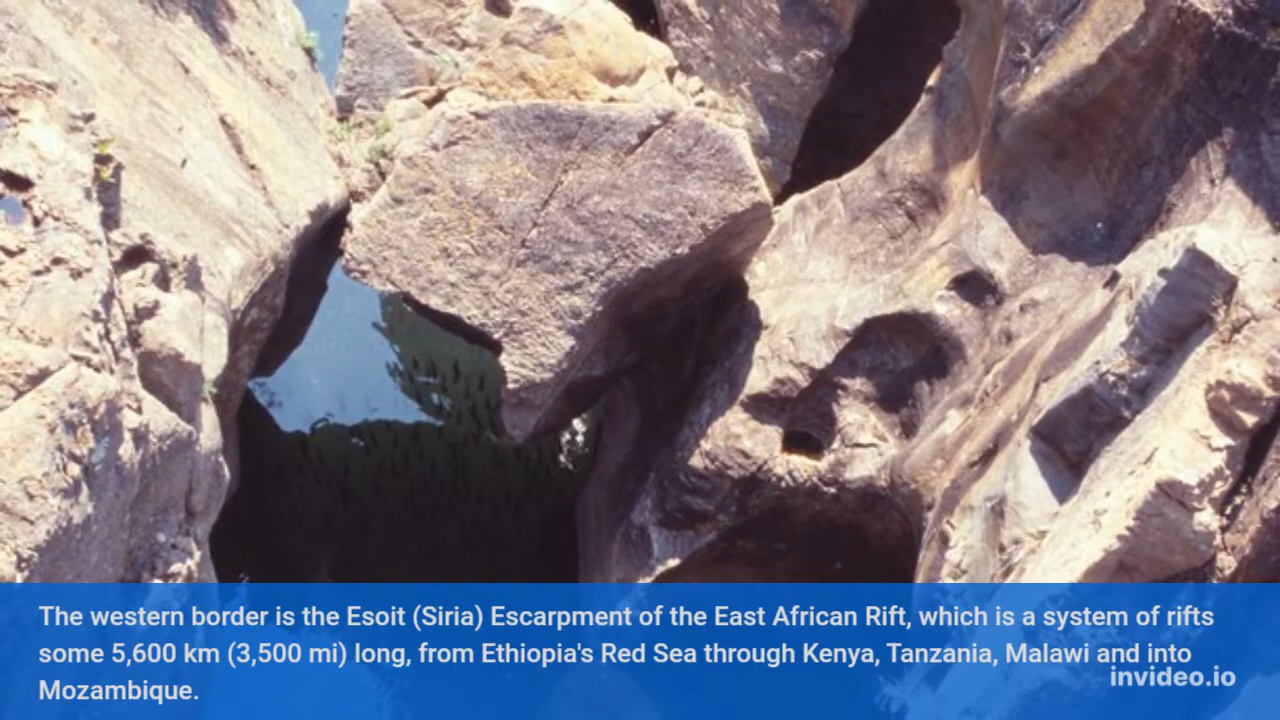 The western border is the Esoit (Siria) Escarpment of the East African Rift, which is a system of rifts
some 5,600 km (3,500 mi) long, from Ethiopia's Red Sea through Kenya, Tanzania, Malawi and into
Mozambique.
invideo.io